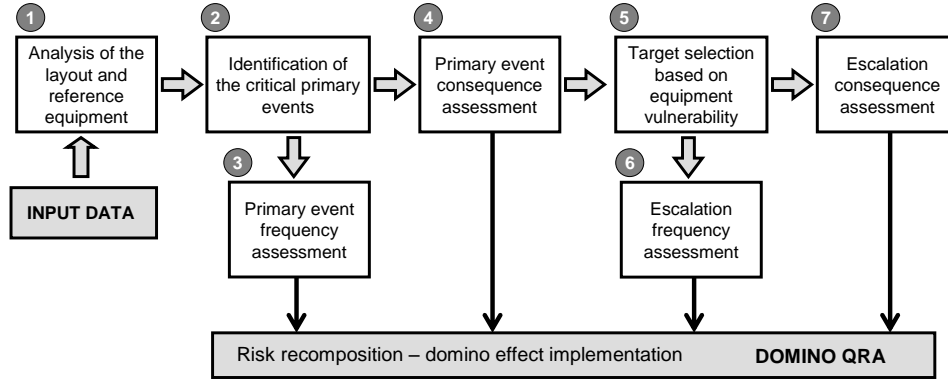 1
Analysis of the
layout and
reference
equipment
2
Identification of
the critical primary
events
4
Primary event
consequence
assessment
5
Target selection
based on
equipment
vulnerability
7
Escalation
consequence
assessment
INPUT DATA
3
Primary event
frequency
assessment
6
Escalation
frequency
assessment
Risk recomposition – domino effect implementation DOMINO QRA